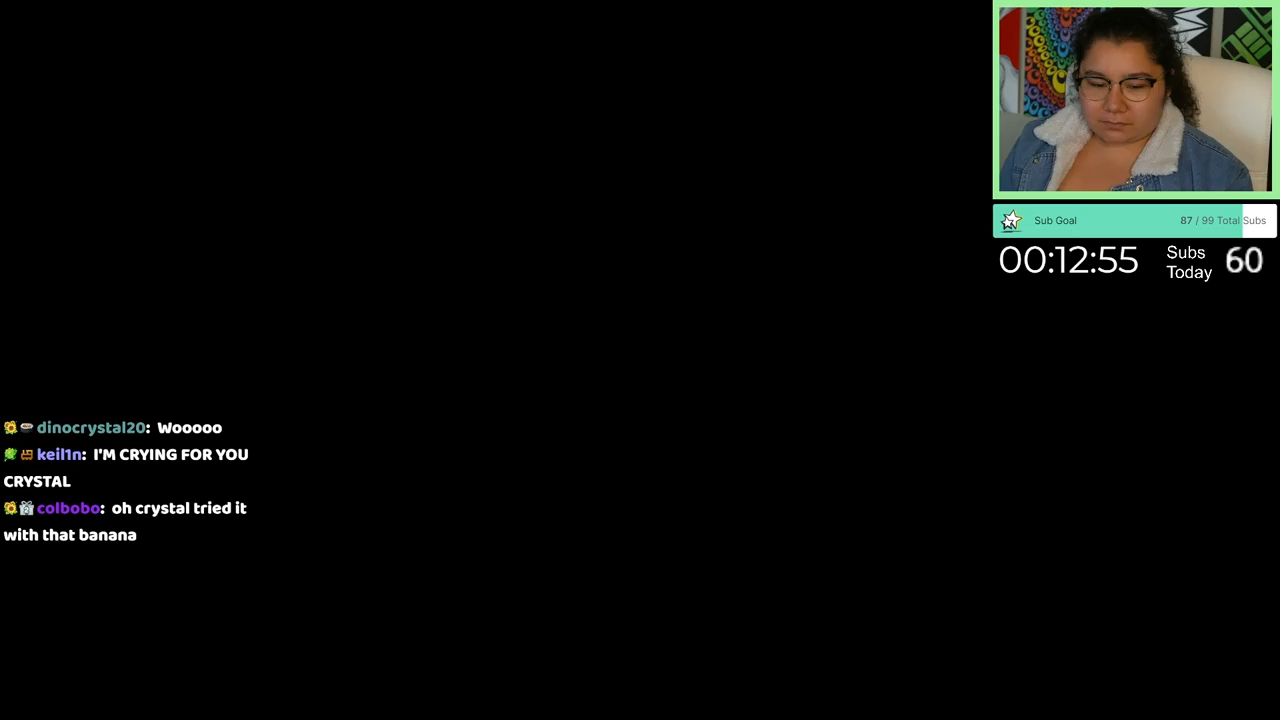 Sub Goal
87 / 99 Total Subs
00:12:55
Subs
Today
60
dinocrystal20: Wooooo
keil1n: I'M CRYING FOR YOU
CRYSTAL
colbobo: oh crystal tried it
with that banana